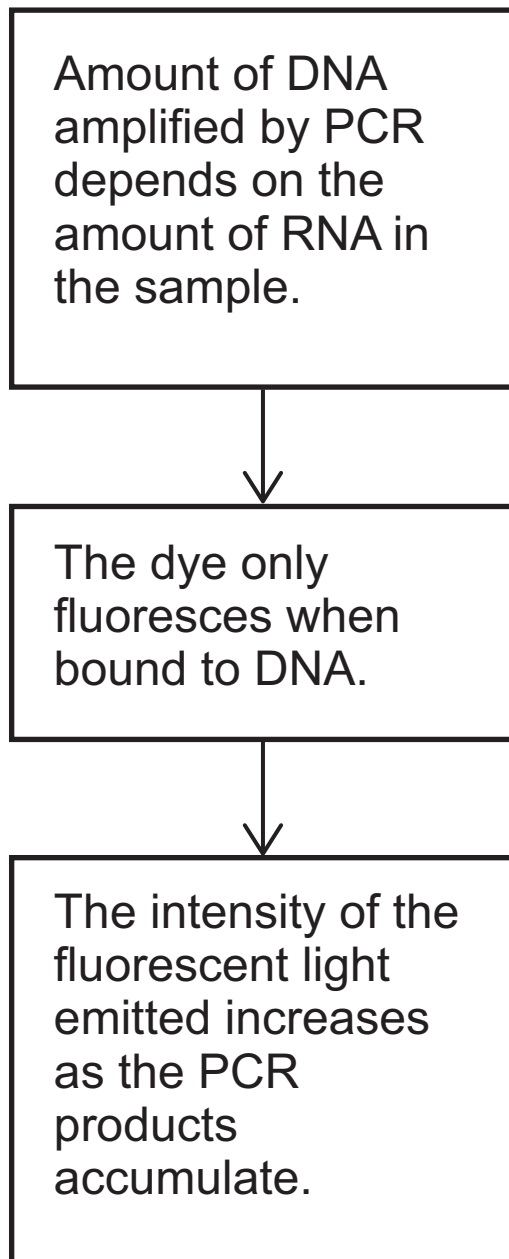 Amount of DNA
amplified by PCR
depends on the
amount of RNA in
the sample.
The dye only
fluoresces when
bound to DNA.
The intensity of the
fluorescent light
emitted increases
as the PCR
products
accumulate.